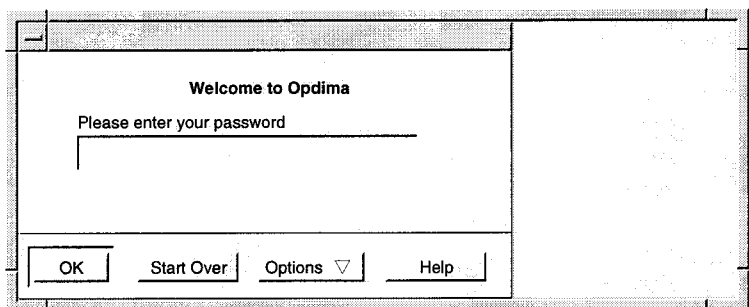 Welcome to Opdima
Please enter your password
OK Start Over Options ▽ Help